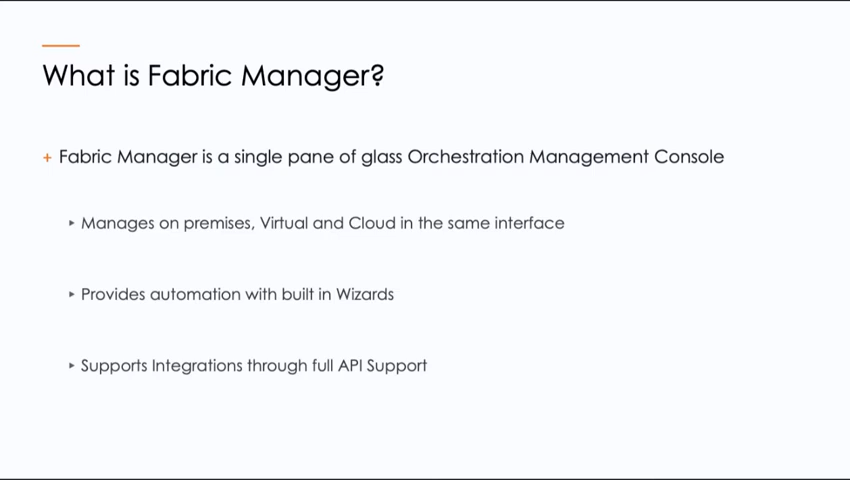 What is Fabric Manager?
+ Fabric Manager is a single pane of glass Orchestration Management Console
▸ Manages on premises, Virtual and Cloud in the same interface
▸ Provides automation with built in Wizards
▸ Supports Integrations through full API Support